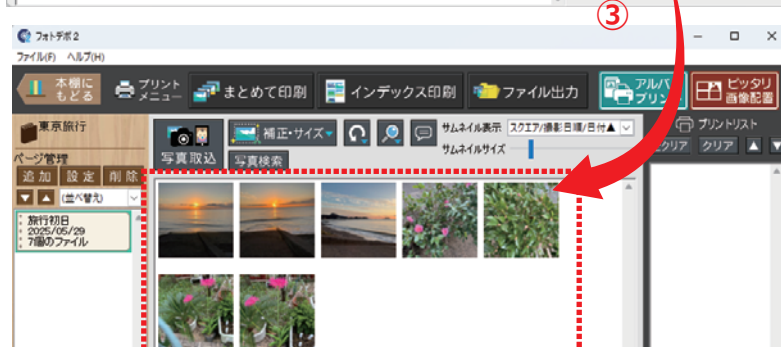 ③
フォトデポ2
ファイル(F) ヘルプ(H)
本棚に
もどる
プリント
メニュー
まとめて印刷
インデックス印刷
ファイル出力
アルバ
プリン
ピッタリ
画像配置
東京旅行
ページ管理
追加 設定 削除
▼ ▲ (並べ替え)
旅行初日
2025/05/29
7個のファイル
写真取込
補正・サイズ▼
写真検索
サムネイル表示 スクエア/撮影日順/日付▲
サムネイルサイズ
プリントリスト
クリア クリア ▲ ▼